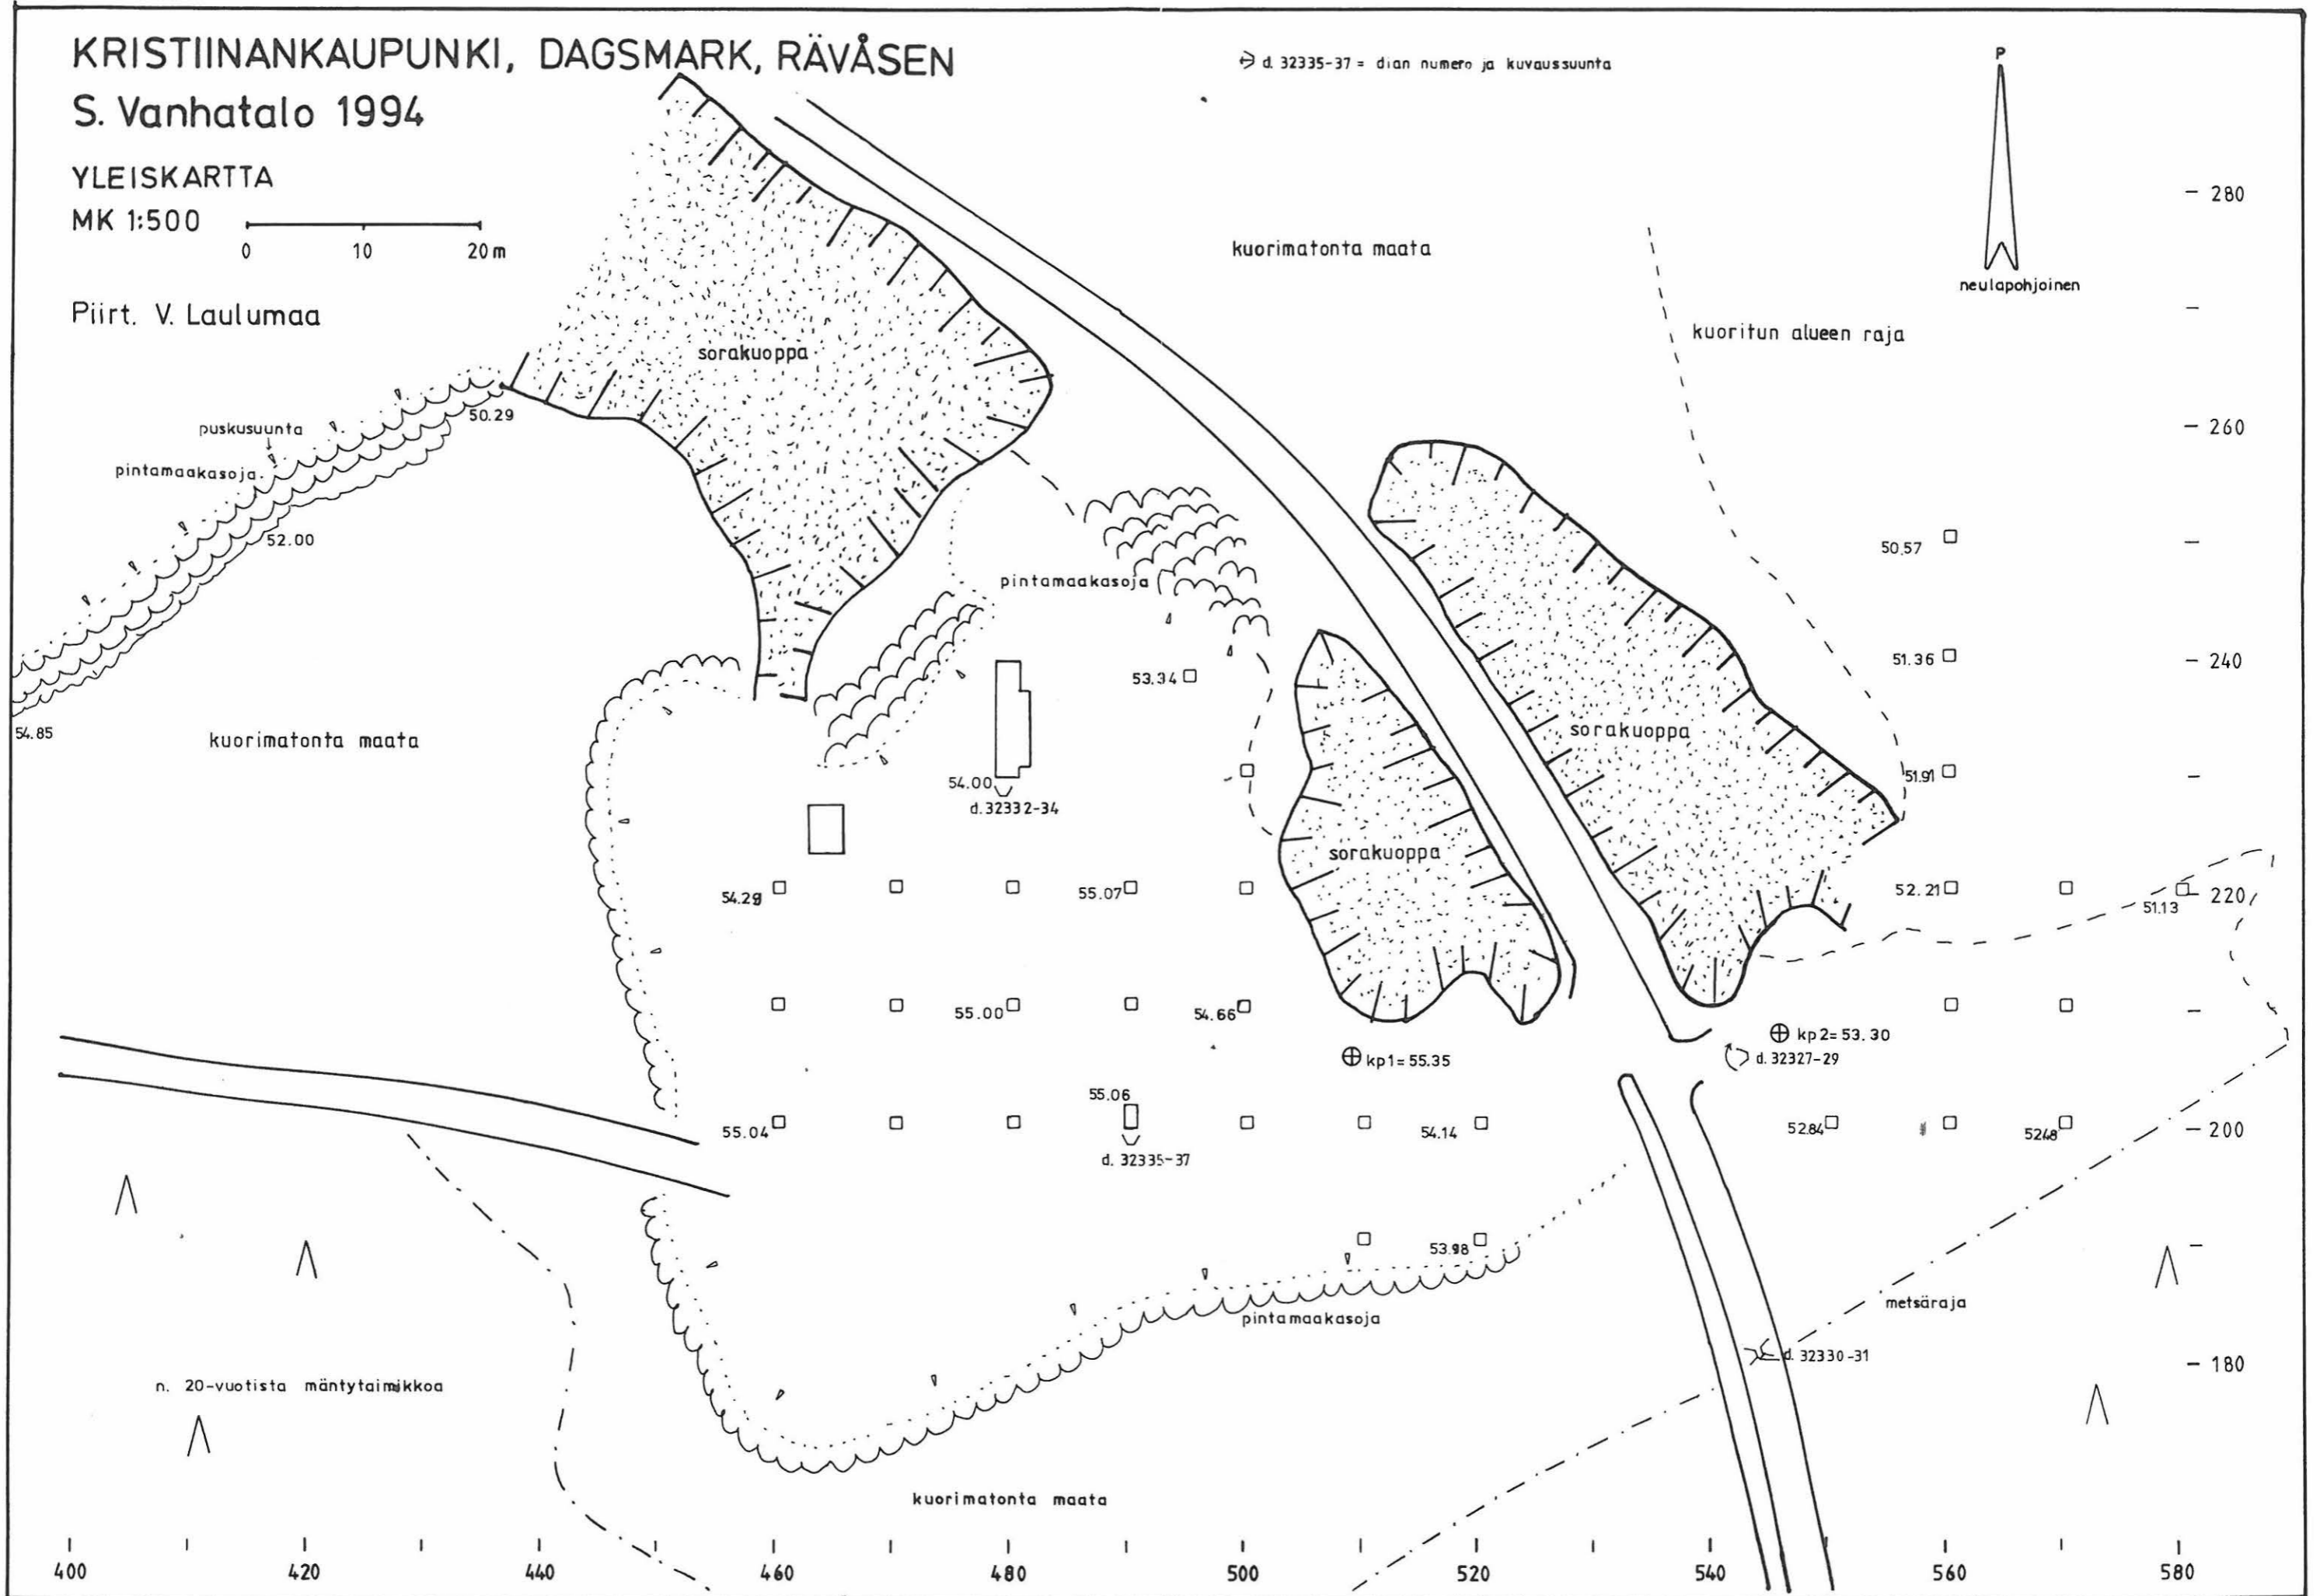 KRISTIINANKAUPUNKI, DAGSMARK, RÄVÅSEN
S. Vanhatalo 1994
YLEISKARTTA
MK 1:500
0 10 20 m
Piirt. V. Laulumaa
d. 32335-37 = dian numero ja kuvaussuunta
P
neulapohjoinen
280
kuorimatonta maata
kuoritun alueen raja
sorakuoppa
50.29
puskusuunta
pintamaakasoja
260
52.00
50.57
pintamaakasoja
51.36
240
53.34
54.85
kuorimatonta maata
sorakuoppa
54.00
d.32332-34
51.91
sorakuoppa
54.29
55.07
52.21
51.13
220
55.00
54.66
kp1=55.35
kp2=53.30
d. 32327-29
55.06
55.04
54.14
52.84
52.48
200
d. 32335-37
53.98
pintamaakasoja
metsäraja
d. 32330-31
180
n. 20-vuotista mäntytaimikkoa
kuorimatonta maata
400 420 440 460 480 500 520 540 560 580